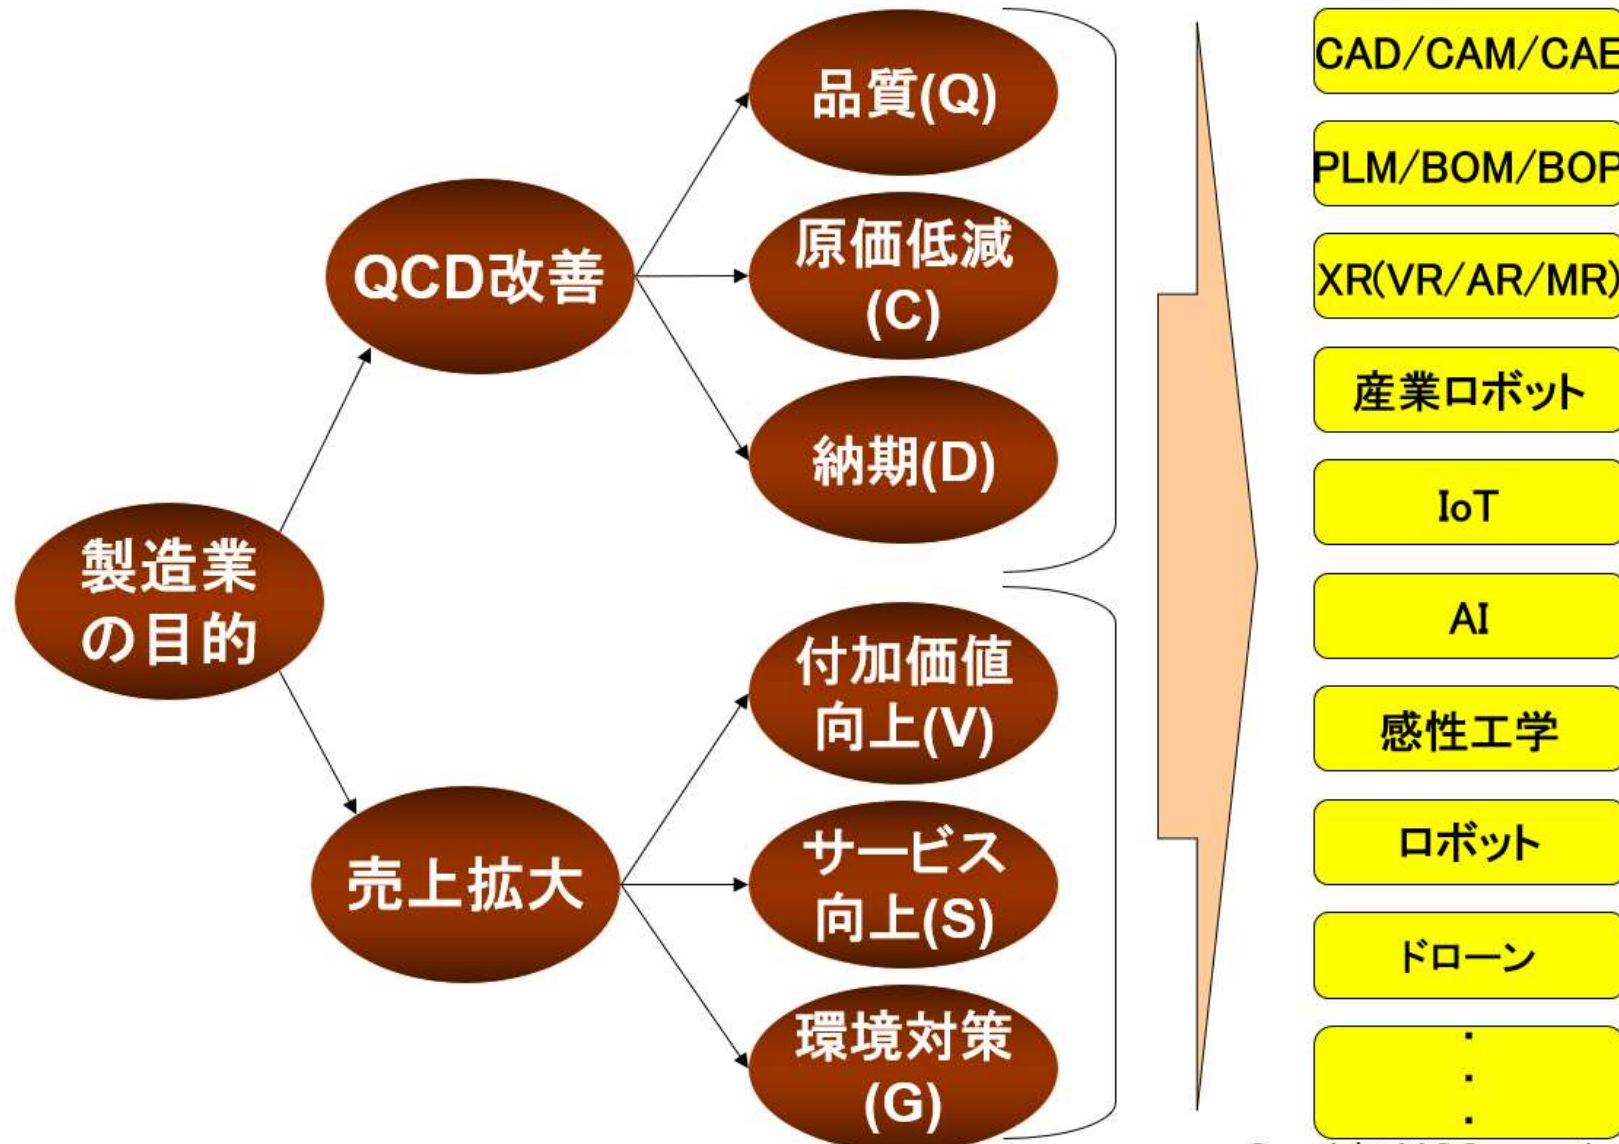 製造業
の目的
QCD改善
売上拡大
品質(Q)
原価低減
(C)
納期(D)
付加価値
向上(V)
サービス
向上(S)
環境対策
(G)
CAD/CAM/CAE
PLM/BOM/BOP
XR(VR/AR/MR)
産業ロボット
IoT
AI
感性工学
ロボット
ドローン
・
・
・